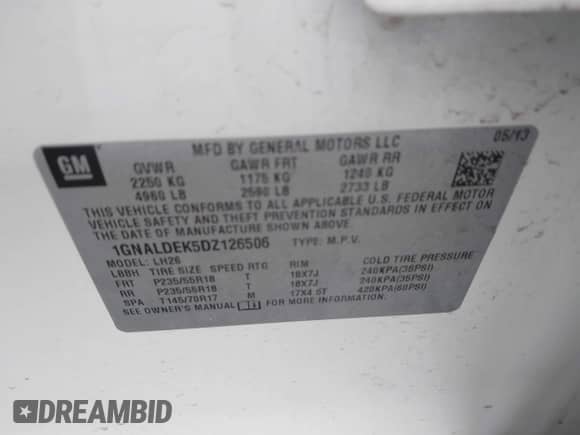 GM
MFD BY GENERAL MOTORS LLC 05/13
GVWR GAWR FRT GAWR RR
2250 KG 1175 KG 1240 KG
4960 LB 2590 LB 2733 LB
THIS VEHICLE CONFORMS TO ALL APPLICABLE U.S. FEDERAL MOTOR
VEHICLE SAFETY AND THEFT PREVENTION STANDARDS IN EFFECT ON
THE DATE OF MANUFACTURE SHOWN ABOVE.
1GNALDEK5DZ126506 TYPE: M.P.V.
MODEL: LH26
LBBH TIRE SIZE SPEED RTG RIM COLD TIRE PRESSURE
FRT P235/55R18 T 18X7J 240KPA(35PSI)
RR P235/55R18 T 18X7J 240KPA(35PSI)
SPA T145/70R17 M 17X4.5T 420KPA(60PSI)
SEE OWNER'S MANUAL FOR MORE INFORMATION.
DREAMBID